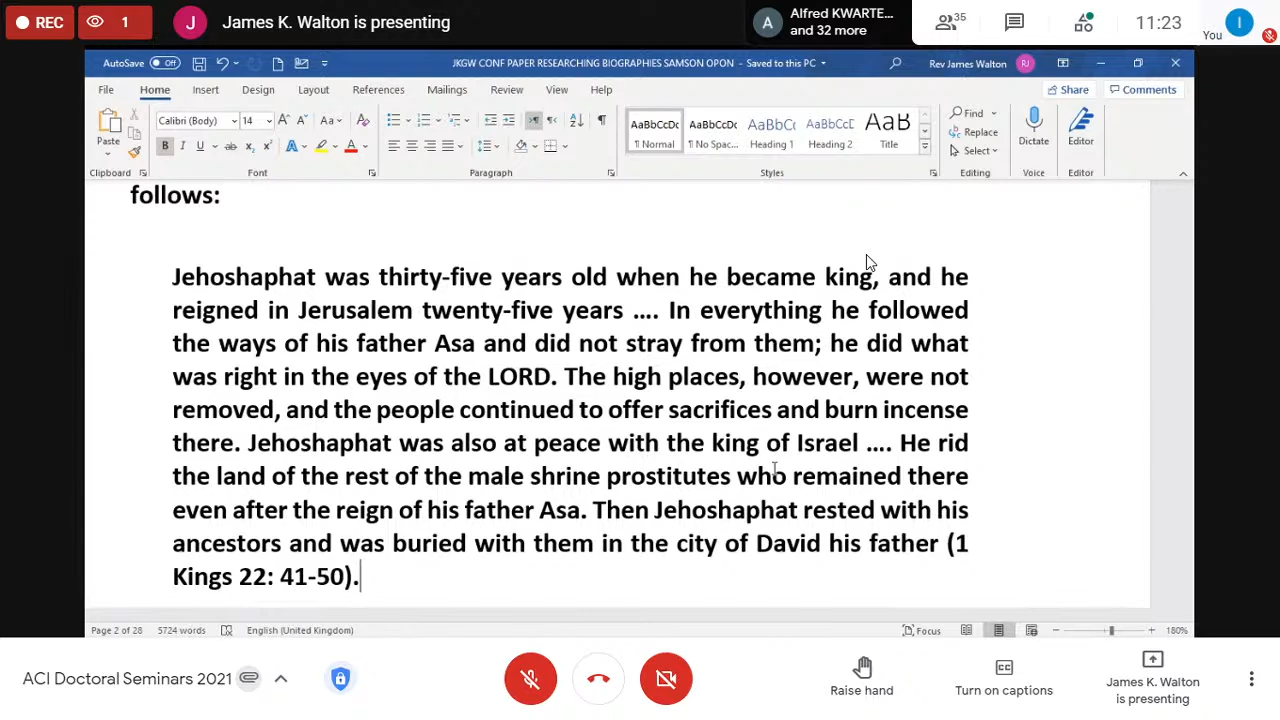 REC
1
J
James K. Walton is presenting
A
Alfred KWARTE...
and 32 more
35
11:23
You
I
AutoSave Off
JKGW CONF PAPER RESEARCHING BIOGRAPHIES SAMSON OPON - Saved to this PC
Rev James Walton RJ
File Home Insert Design Layout References Mailings Review View Help
Share Comments
Paste
Calibri (Body) 14 A A Aa A
B I U ab x₂ x² A A
AaBbCcDc AaBbCcDc AaBbCc AaBbCcD AaB
¶ Normal ¶ No Spac... Heading 1 Heading 2 Title
Find
Replace
Select
Dictate
Editor
Clipboard Font Paragraph Styles Editing Voice Editor
follows:
Jehoshaphat was thirty-five years old when he became king, and he
reigned in Jerusalem twenty-five years .... In everything he followed
the ways of his father Asa and did not stray from them; he did what
was right in the eyes of the LORD. The high places, however, were not
removed, and the people continued to offer sacrifices and burn incense
there. Jehoshaphat was also at peace with the king of Israel .... He rid
the land of the rest of the male shrine prostitutes who remained there
even after the reign of his father Asa. Then Jehoshaphat rested with his
ancestors and was buried with them in the city of David his father (1
Kings 22: 41-50).
Page 2 of 28 5724 words English (United Kingdom) Focus 180%
ACI Doctoral Seminars 2021
Raise hand
Turn on captions
James K. Walton
is presenting